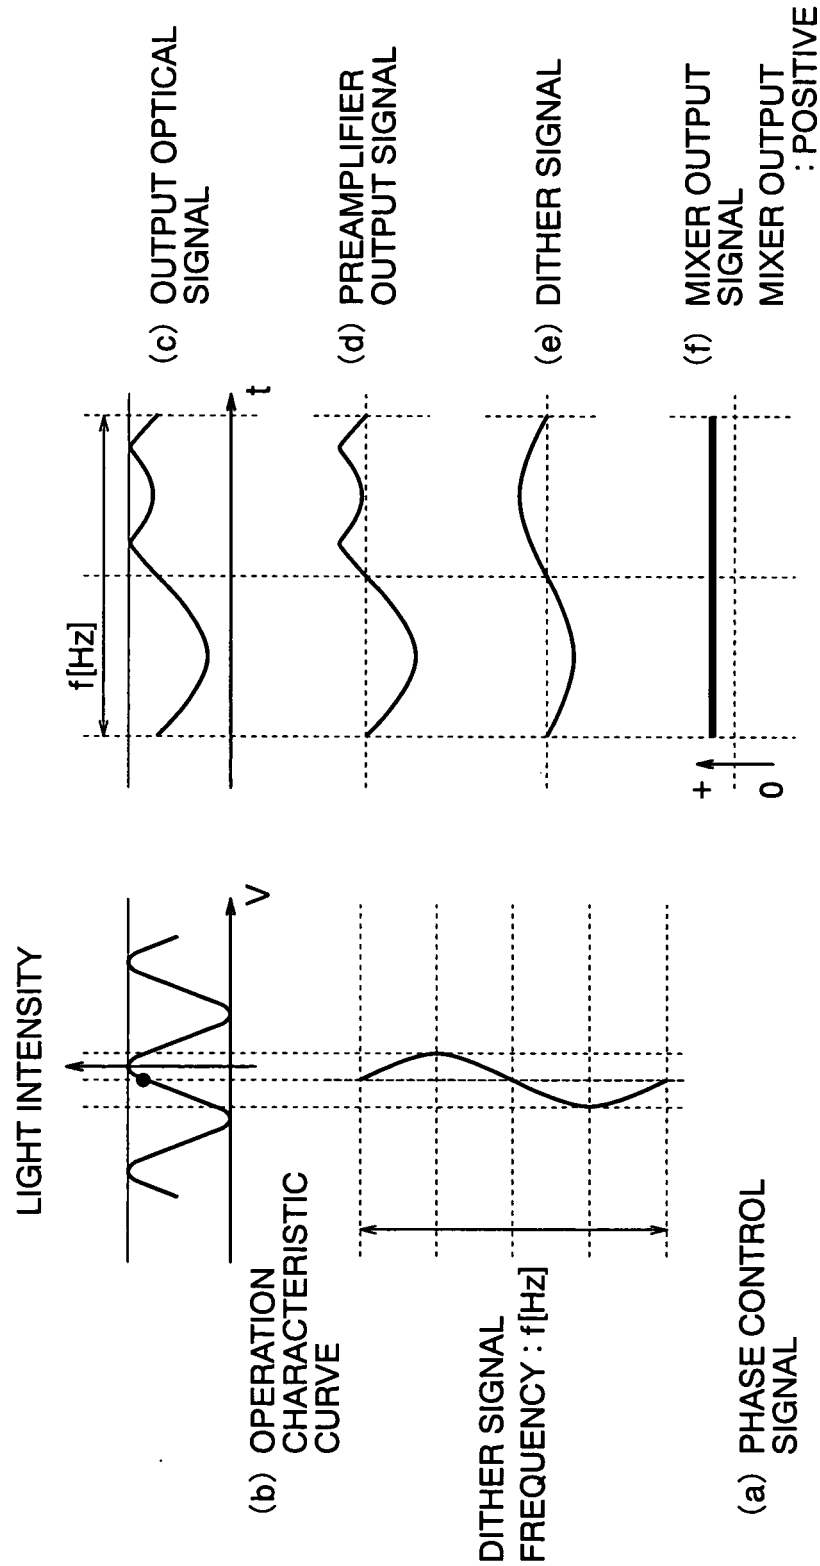 LIGHT INTENSITY
V
(b) OPERATION
CHARACTERISTIC
CURVE
DITHER SIGNAL
FREQUENCY : f[Hz]
(a) PHASE CONTROL
SIGNAL
f[Hz]
t
(c) OUTPUT OPTICAL
SIGNAL
(d) PREAMPLIFIER
OUTPUT SIGNAL
(e) DITHER SIGNAL
+
0
(f) MIXER OUTPUT
SIGNAL
MIXER OUTPUT
: POSITIVE